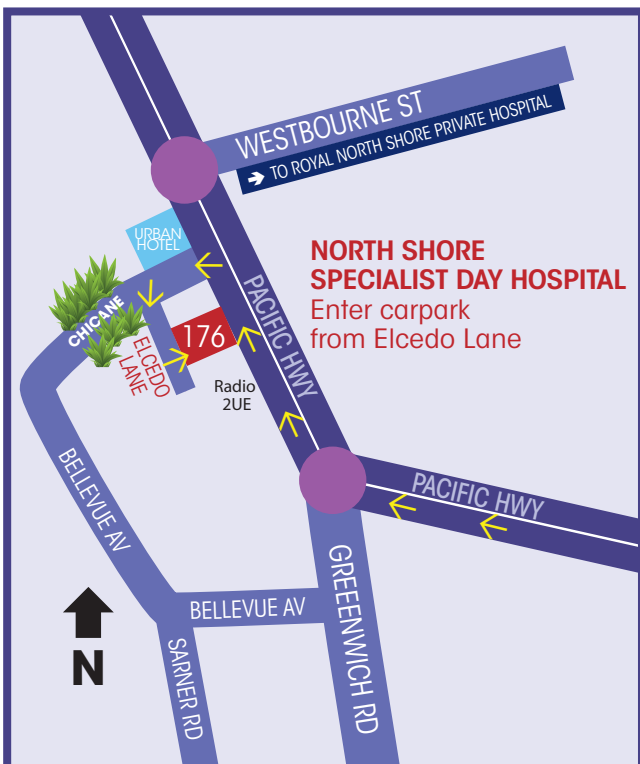 WESTBOURNE ST
TO ROYAL NORTH SHORE PRIVATE HOSPITAL
URBAN
HOTEL
NORTH SHORE
SPECIALIST DAY HOSPITAL
Enter carpark
from Elcedo Lane
PACIFIC HWY
CHICANE
176
ELCEDO
LANE
Radio
2UE
BELLEVUE AV
PACIFIC HWY
GREEENWICH RD
BELLEVUE AV
SARNER RD
N